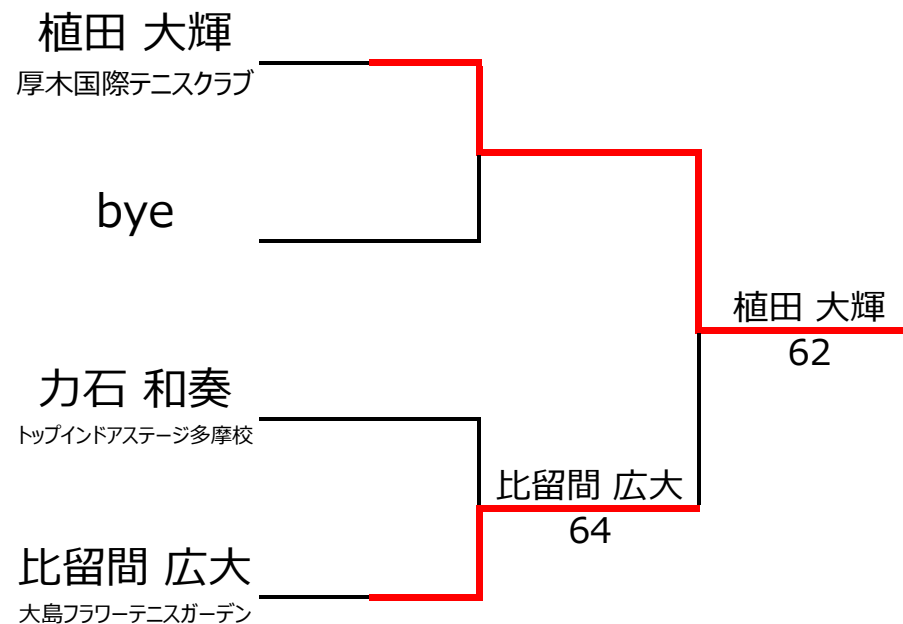 植田 大輝
厚木国際テニスクラブ
bye
植田 大輝
62
力石 和奏
トップインドアステージ多摩校
比留間 広大
64
比留間 広大
大島フラワーテニスガーデン